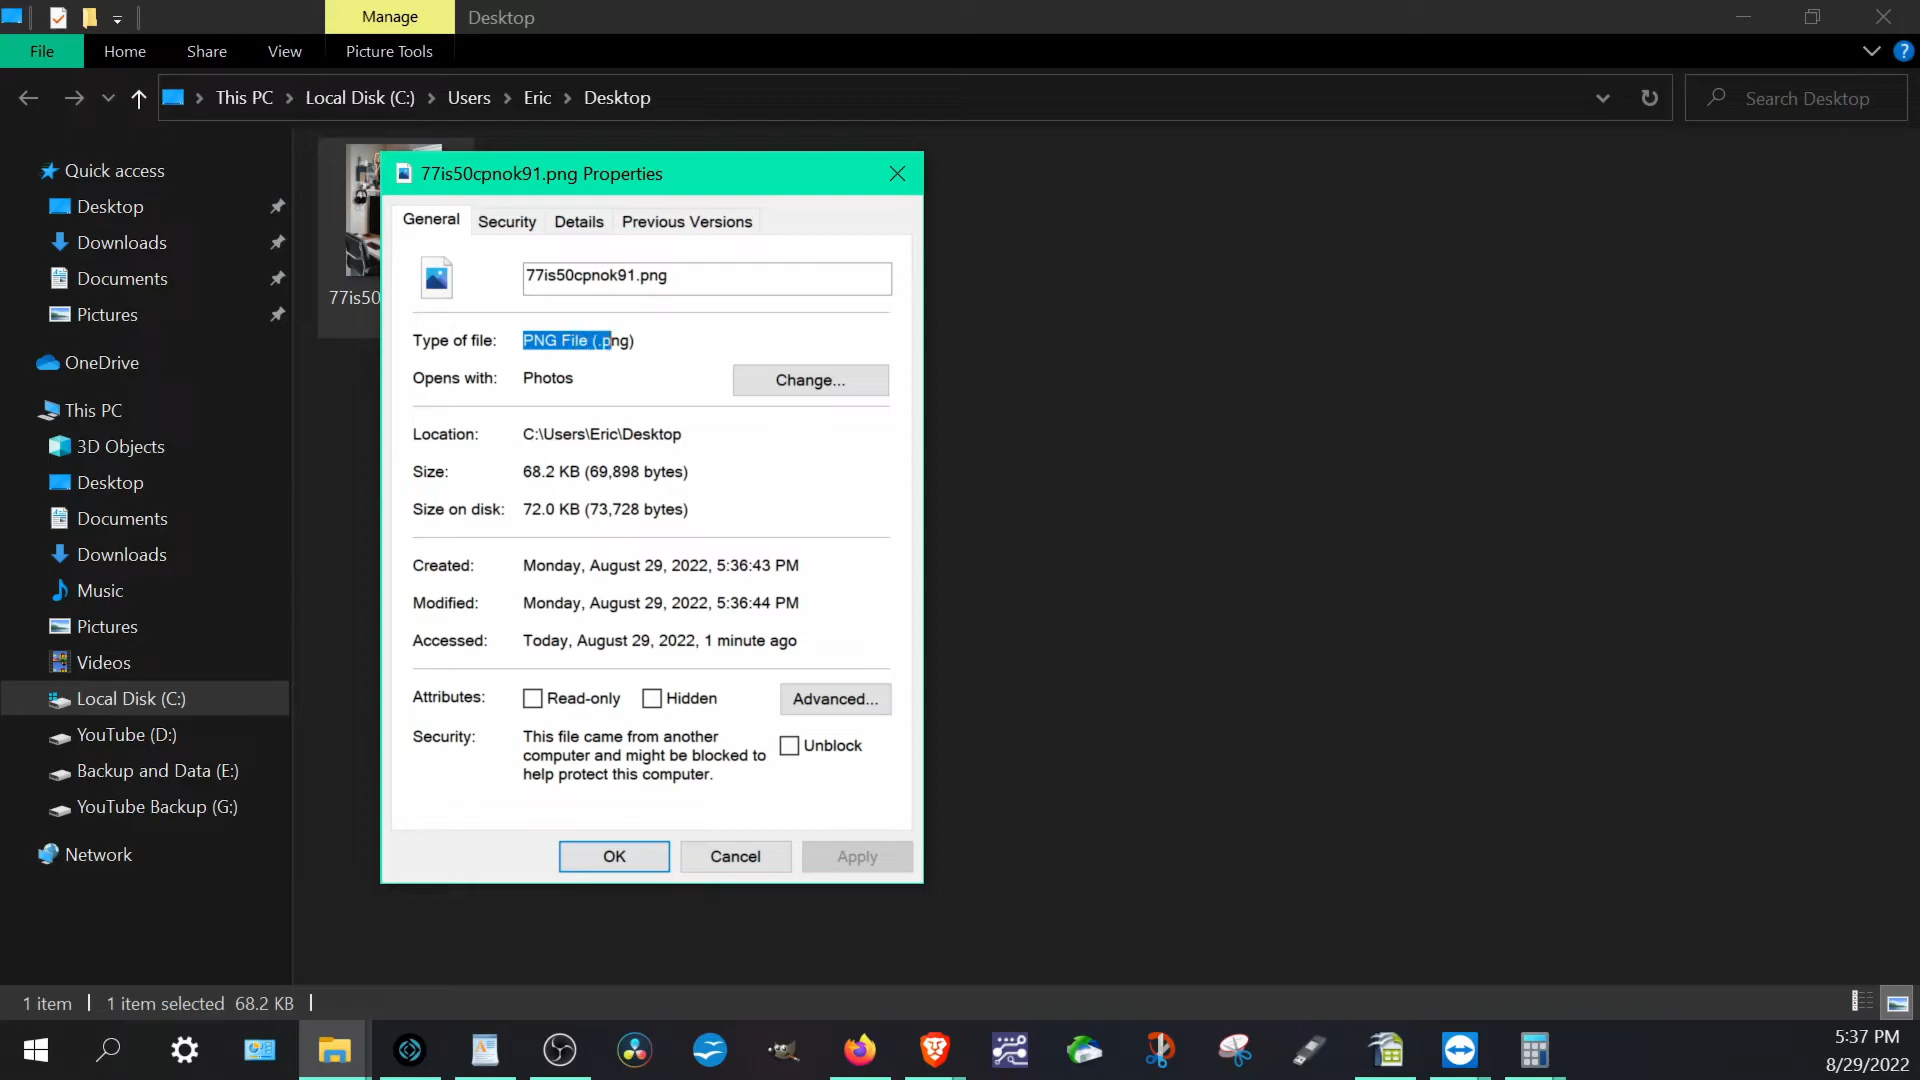 Manage
Desktop
File
Home
Share
View
Picture Tools
?
This PC
Local Disk (C:)
Users
Eric
Desktop
Search Desktop
Quick access
Desktop
Downloads
Documents
Pictures
OneDrive
This PC
3D Objects
Desktop
Documents
Downloads
Music
Pictures
Videos
Local Disk (C:)
YouTube (D:)
Backup and Data (E:)
YouTube Backup (G:)
Network
77is50
77is50cpnok91.png Properties
General
Security
Details
Previous Versions
77is50cpnok91.png
Type of file:
PNG File (.png)
Opens with:
Photos
Change...
Location:
C:\Users\Eric\Desktop
Size:
68.2 KB (69,898 bytes)
Size on disk:
72.0 KB (73,728 bytes)
Created:
Monday, August 29, 2022, 5:36:43 PM
Modified:
Monday, August 29, 2022, 5:36:44 PM
Accessed:
Today, August 29, 2022, 1 minute ago
Attributes:
Read-only
Hidden
Advanced...
Security:
This file came from another
computer and might be blocked to
help protect this computer.
Unblock
OK
Cancel
Apply
1 item
1 item selected 68.2 KB
5:37 PM
8/29/2022